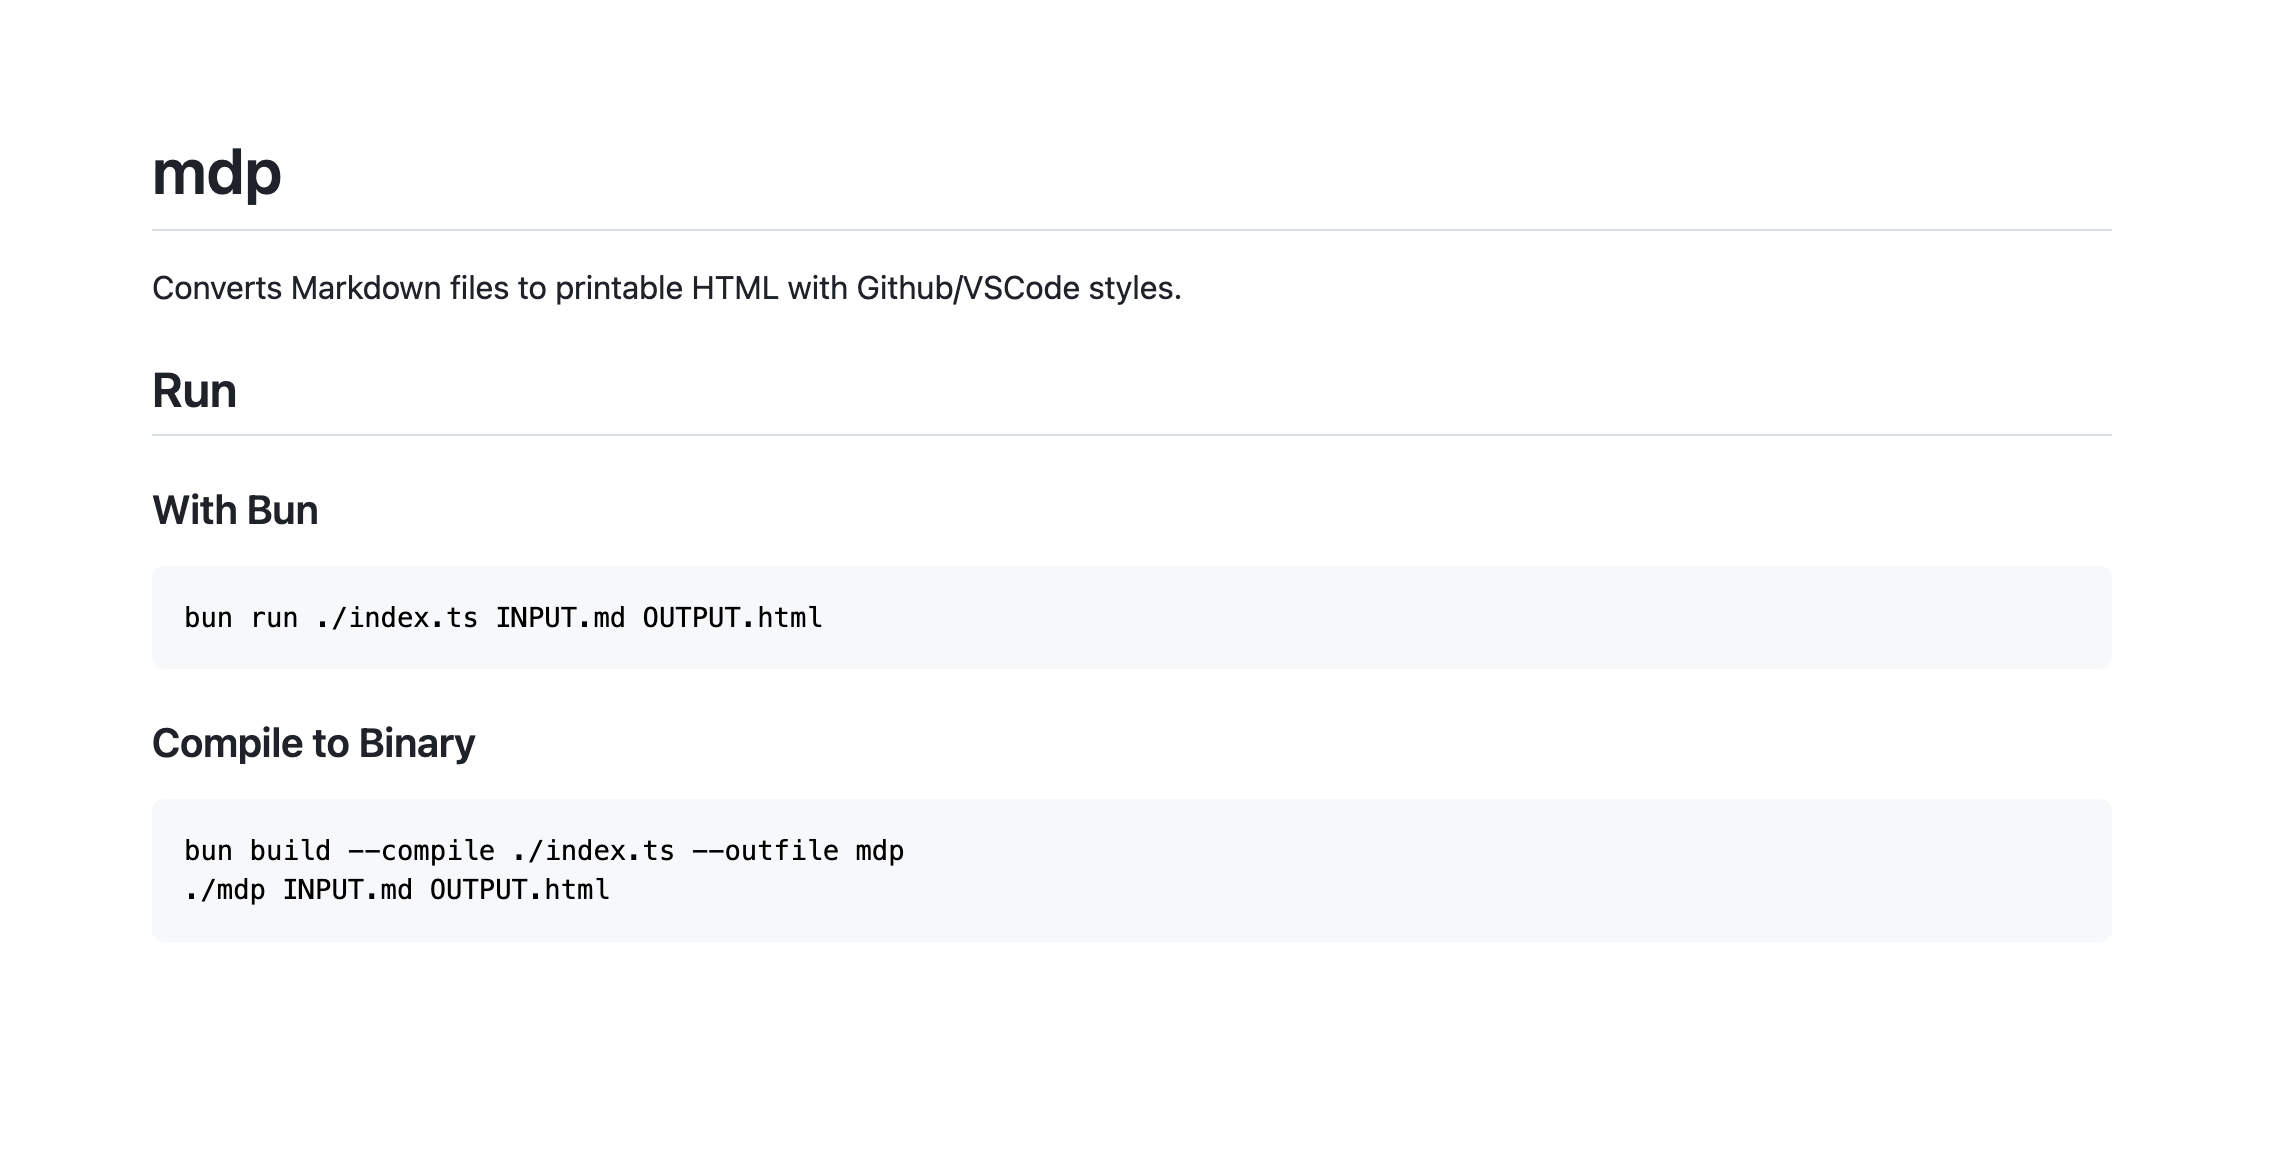 mdp
Converts Markdown files to printable HTML with Github/VSCode styles.
Run
With Bun
bun run ./index.ts INPUT.md OUTPUT.html
Compile to Binary
bun build --compile ./index.ts --outfile mdp
./mdp INPUT.md OUTPUT.html